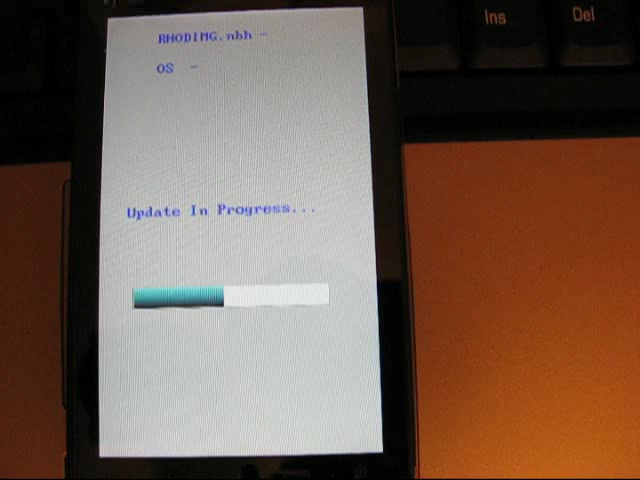 Ins Del
RHODIMG.nbh -
OS -
Update In Progress...